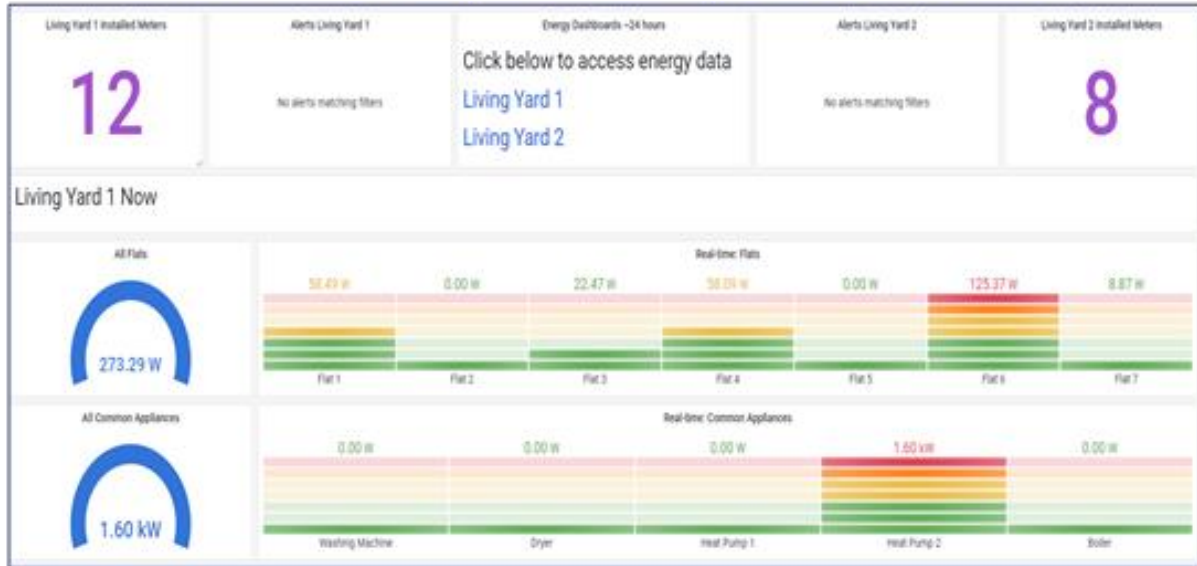 Living Yard 1 Installed Meters
12
Alerts Living Yard 1
No alerts matching filters
Energy Dashboards ~24 hours
Click below to access energy data
Living Yard 1
Living Yard 2
Alerts Living Yard 2
No alerts matching filters
Living Yard 2 Installed Meters
8
Living Yard 1 Now
All Flats
273.29 W
Real-time: Flats
58.49 W 0.00 W 22.47 W 58.09 W 0.00 W 125.37 W 8.87 W
Flat 1 Flat 2 Flat 3 Flat 4 Flat 5 Flat 6 Flat 7
All Common Appliances
1.60 kW
Real-time: Common Appliances
0.00 W 0.00 W 0.00 W 1.60 kW 0.00 W
Washing Machine Dryer Heat Pump 1 Heat Pump 2 Boiler